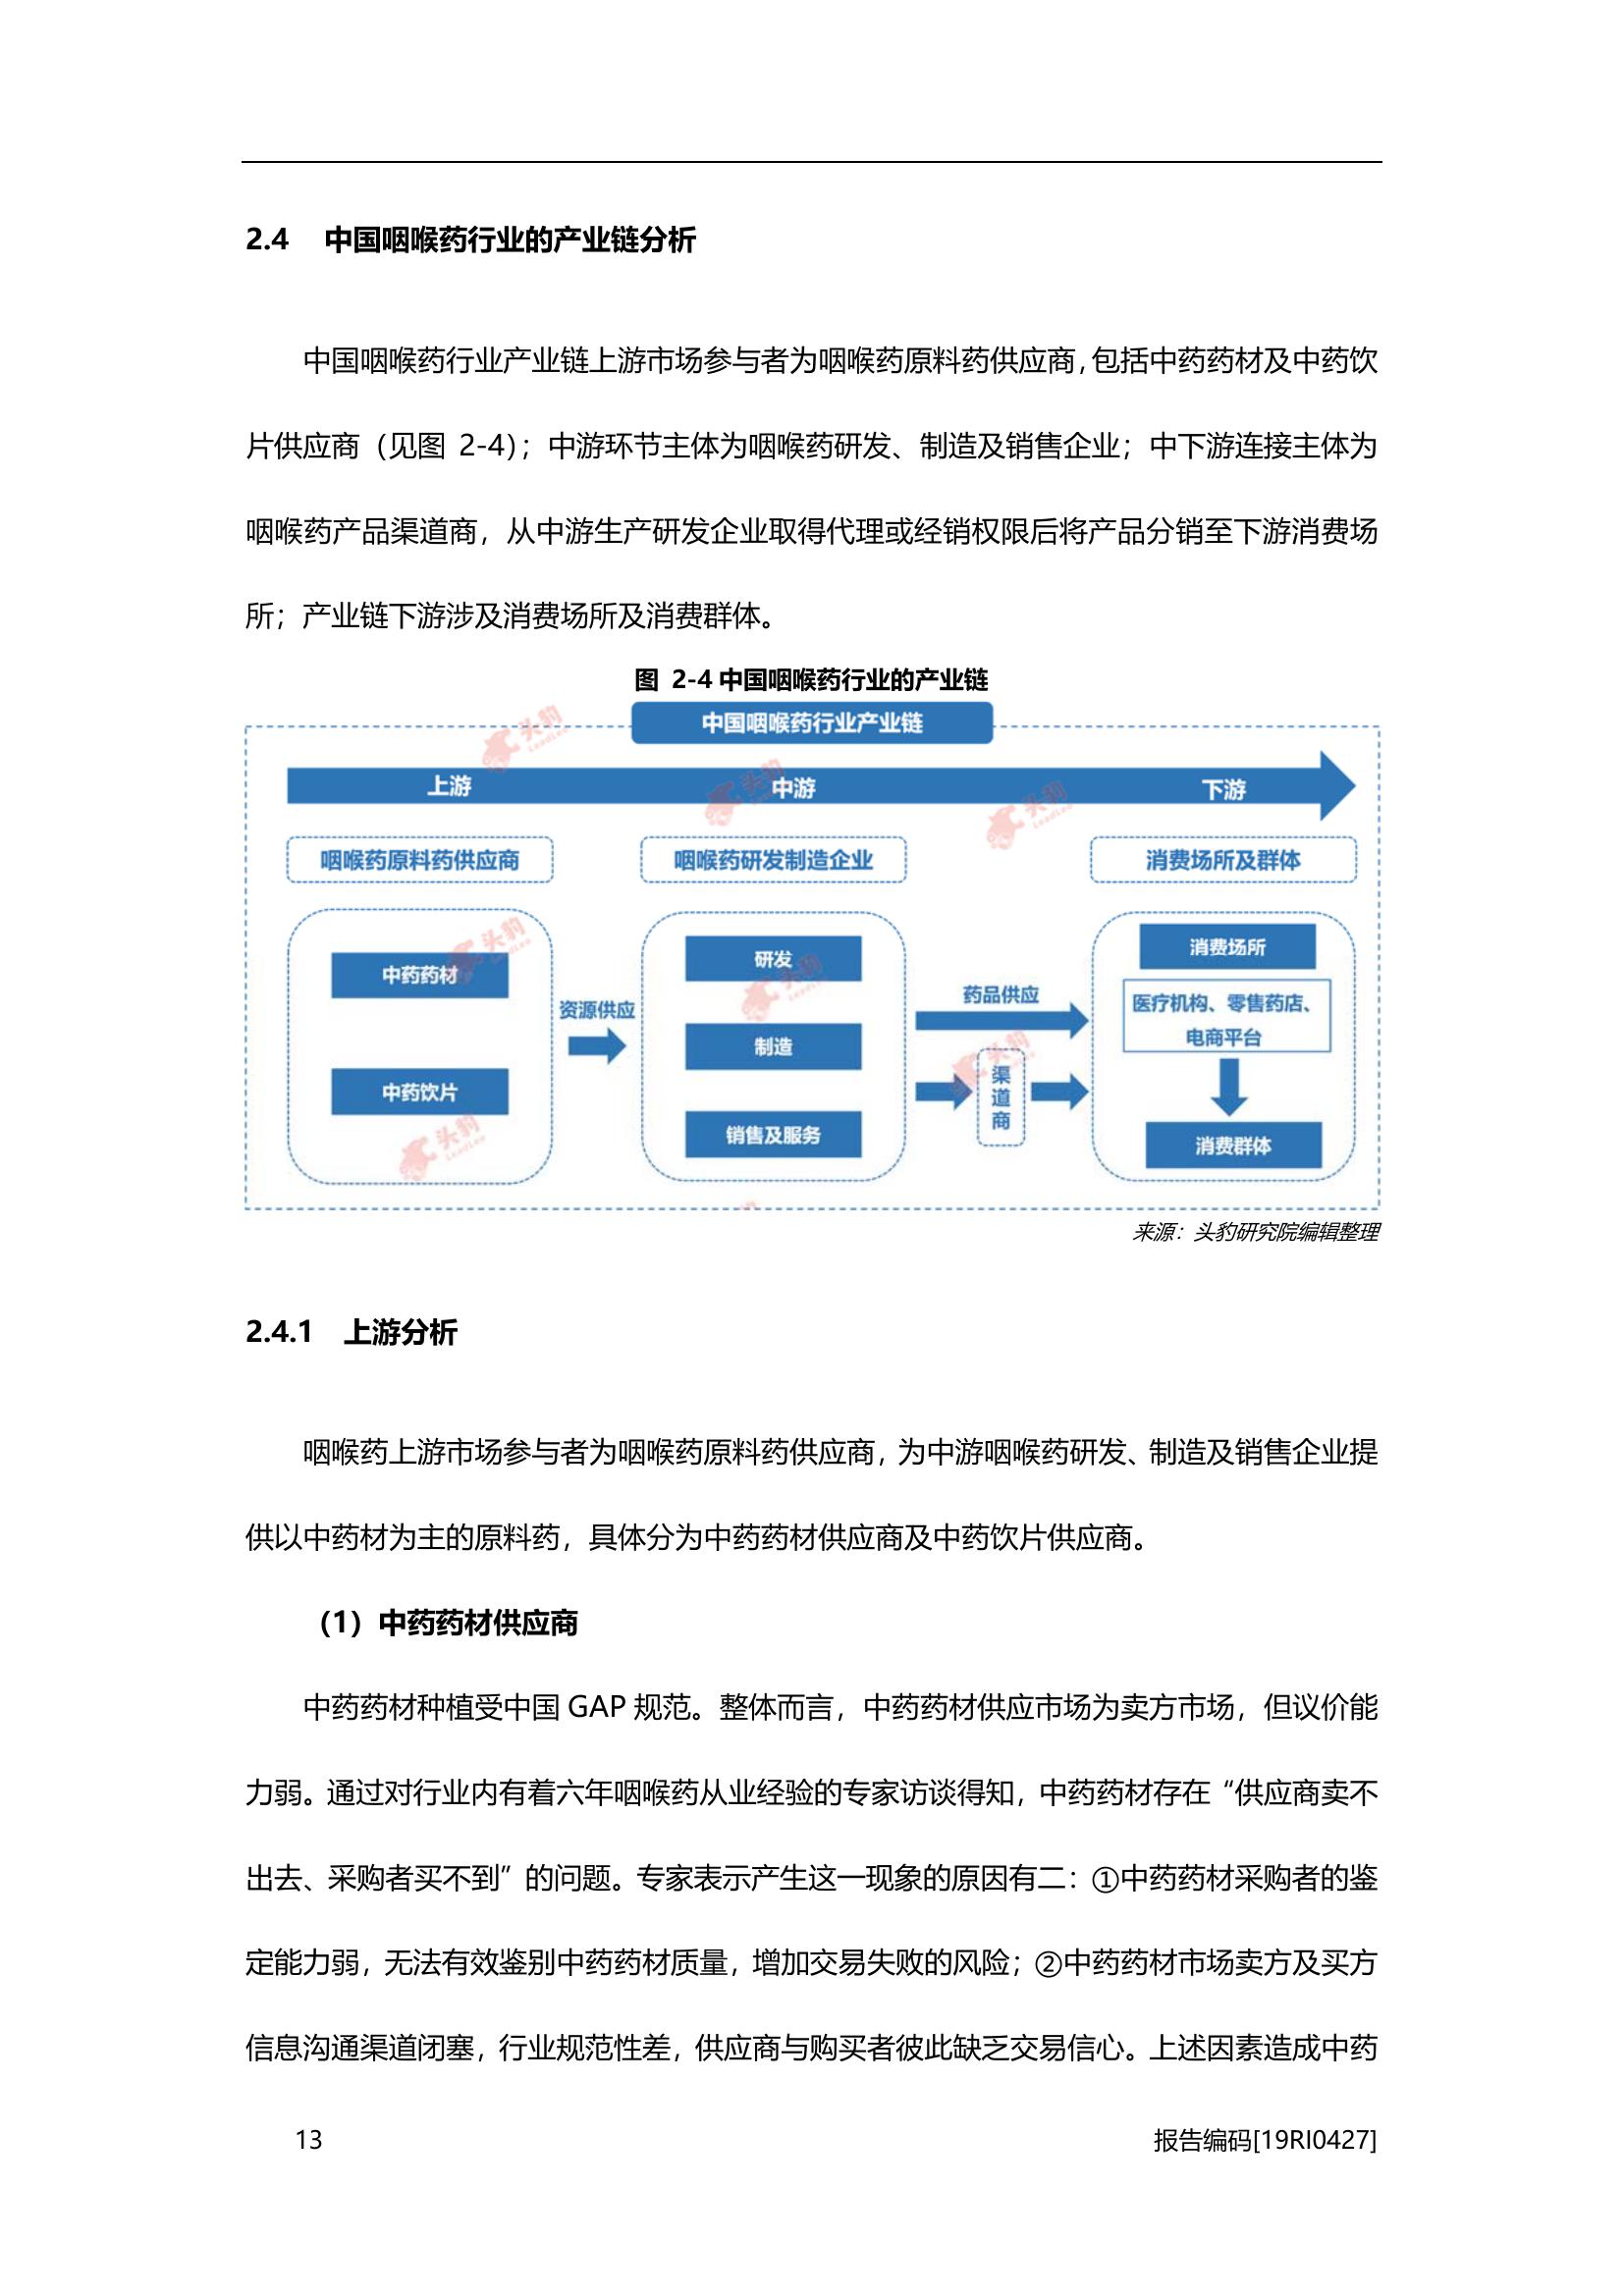 2.4 中国咽喉药行业的产业链分析
中国咽喉药行业产业链上游市场参与者为咽喉药原料药供应商，包括中药药材及中药饮
片供应商（见图 2-4）；中游环节主体为咽喉药研发、制造及销售企业；中下游连接主体为
咽喉药产品渠道商，从中游生产研发企业取得代理或经销权限后将产品分销至下游消费场
所；产业链下游涉及消费场所及消费群体。
图 2-4 中国咽喉药行业的产业链
中国咽喉药行业产业链
上游
中游
下游
咽喉药原料药供应商
咽喉药研发制造企业
消费场所及群体
中药药材
中药饮片
资源供应
研发
制造
销售及服务
药品供应
渠道商
消费场所
医疗机构、零售药店、
电商平台
消费群体
头豹
LeadLeo
头豹
LeadLeo
头豹
LeadLeo
头豹
LeadLeo
头豹
LeadLeo
头豹
LeadLeo
头豹
LeadLeo
来源：头豹研究院编辑整理
2.4.1 上游分析
咽喉药上游市场参与者为咽喉药原料药供应商，为中游咽喉药研发、制造及销售企业提
供以中药材为主的原料药，具体分为中药药材供应商及中药饮片供应商。
（1）中药药材供应商
中药药材种植受中国 GAP 规范。整体而言，中药药材供应市场为卖方市场，但议价能
力弱。通过对行业内有着六年咽喉药从业经验的专家访谈得知，中药药材存在“供应商卖不
出去、采购者买不到”的问题。专家表示产生这一现象的原因有二：①中药药材采购者的鉴
定能力弱，无法有效鉴别中药药材质量，增加交易失败的风险；②中药药材市场卖方及买方
信息沟通渠道闭塞，行业规范性差，供应商与购买者彼此缺乏交易信心。上述因素造成中药
13
报告编码[19RI0427]